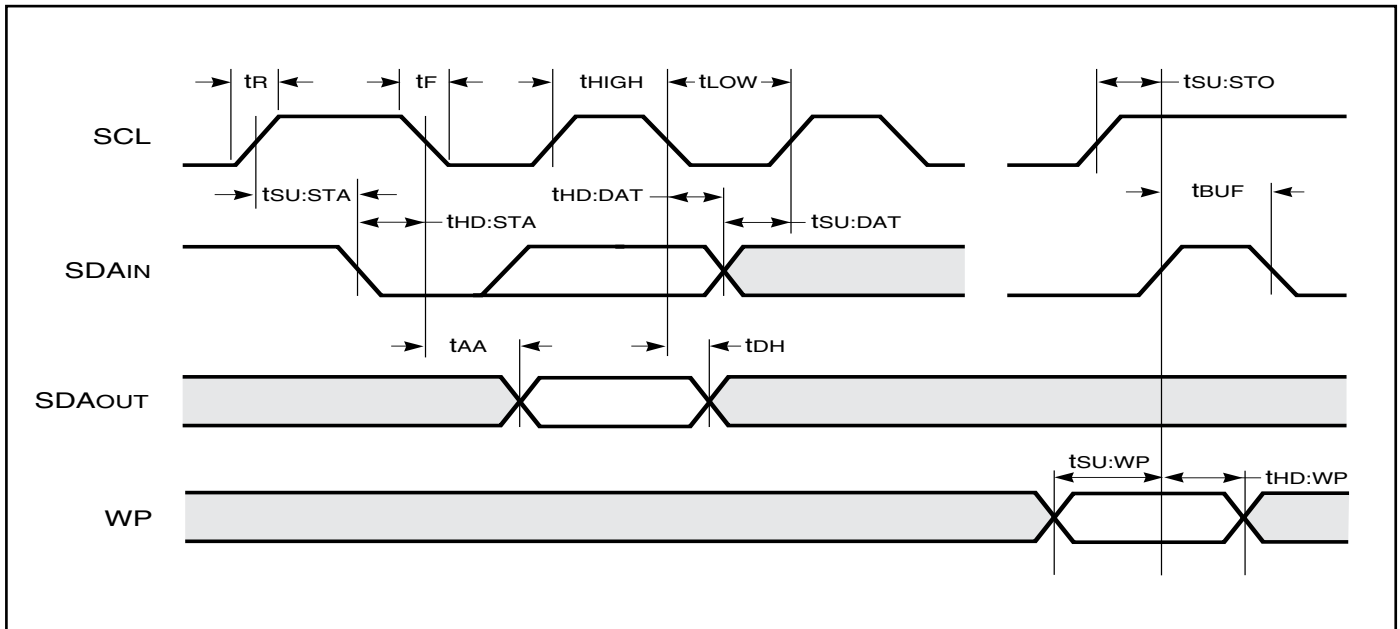 tR tF tHIGH tLOW tSU:STO
SCL
tSU:STA tHD:DAT tBUF
tHD:STA tSU:DAT
SDAIN
tAA tDH
SDAOUT
tSU:WP
tHD:WP
WP